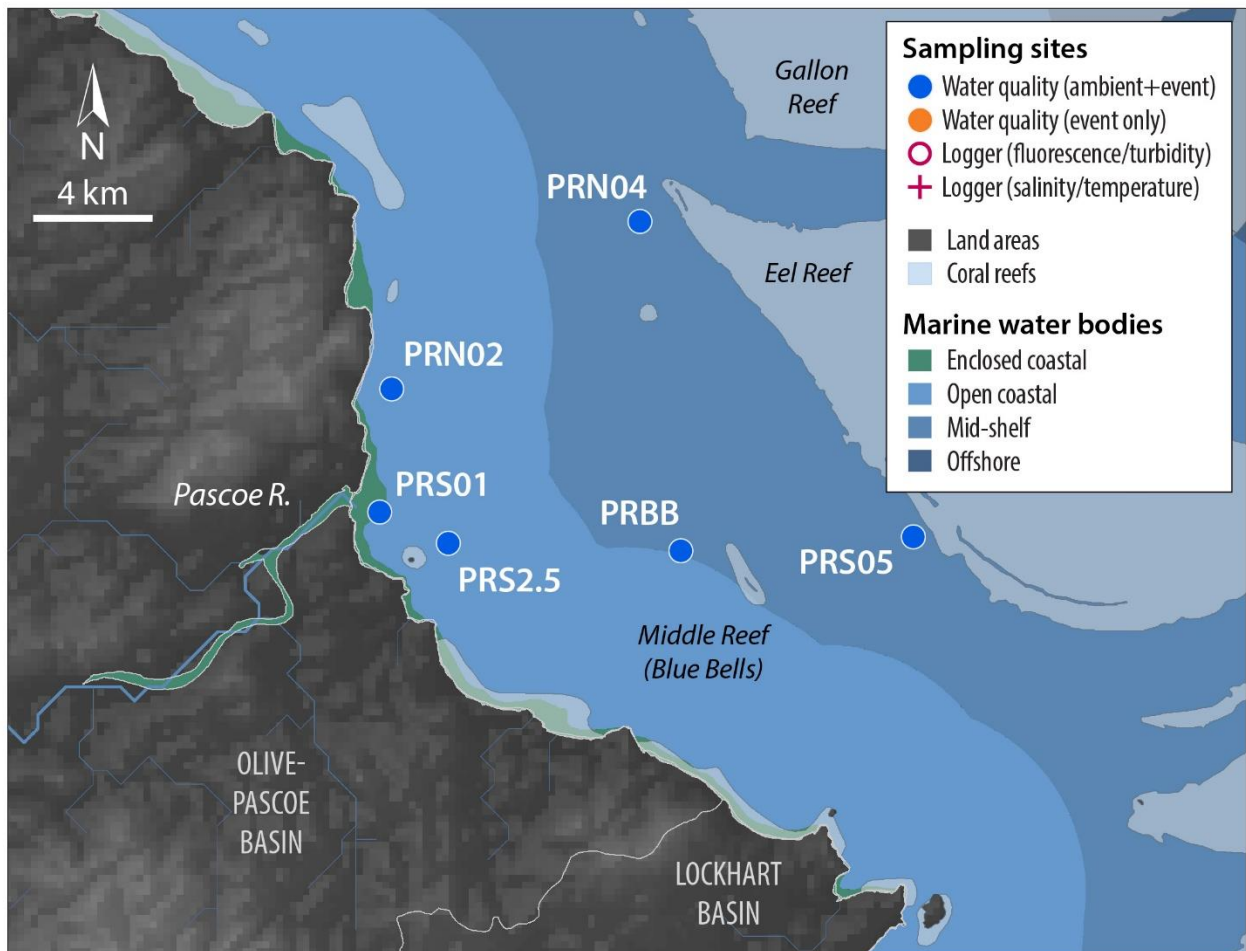 N
4 km
Gallon
Reef
PRN04
Eel Reef
PRN02
Pascoe R.
PRS01
PRS2.5
PRBB
PRS05
Middle Reef
(Blue Bells)
OLIVE-
PASCOE
BASIN
LOCKHART
BASIN
Sampling sites
Water quality (ambient+event)
Water quality (event only)
Logger (fluorescence/turbidity)
Logger (salinity/temperature)
Land areas
Coral reefs
Marine water bodies
Enclosed coastal
Open coastal
Mid-shelf
Offshore